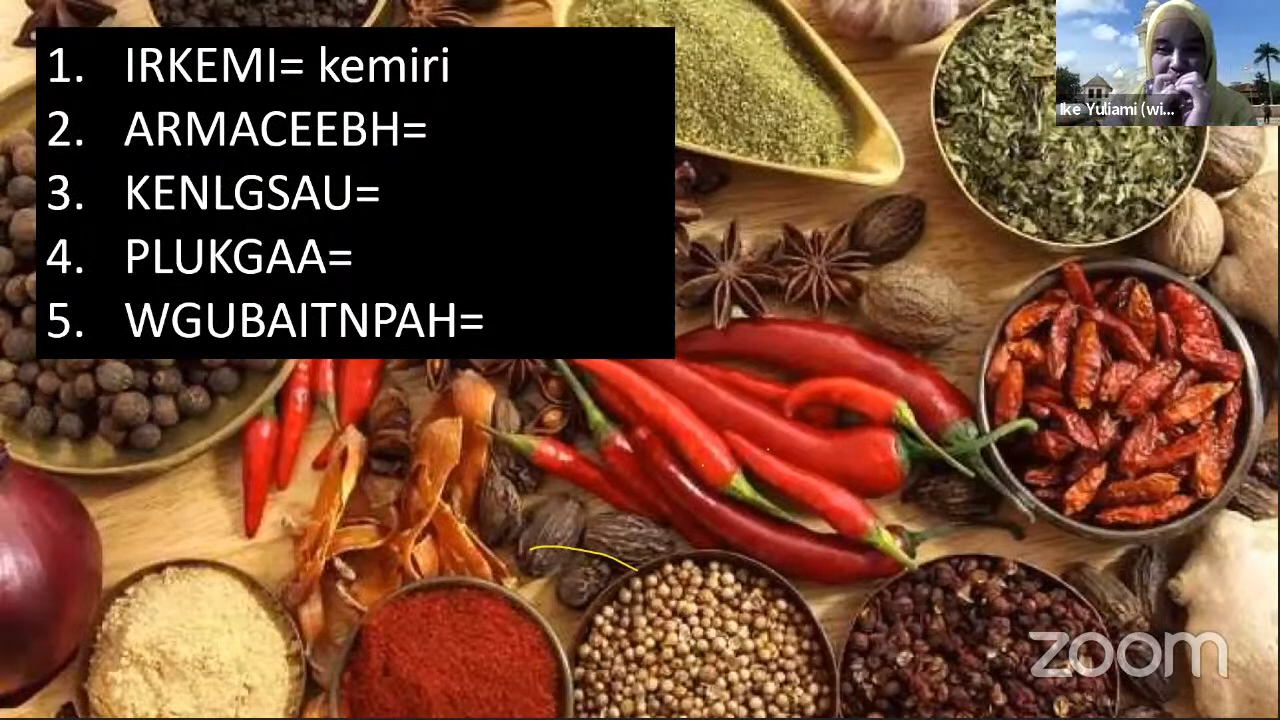 1. IRKEMI= kemiri
2. ARMACEEBH=
3. KENLGSAU=
4. PLUKGAA=
5. WGUBAITNPAH=
Ike Yuliami (wi...
zoom